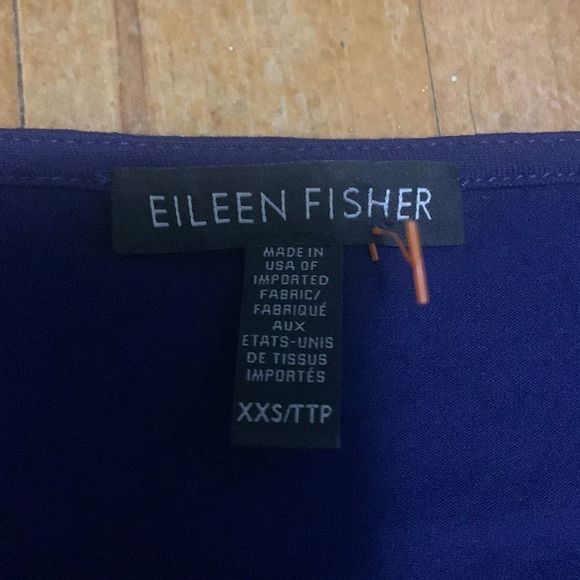 EILEEN FISHER
MADE IN
USA OF
IMPORTED
FABRIC/
FABRIQUÉ
AUX
ETATS-UNIS
DE TISSUS
IMPORTÉS
XXS/TTP